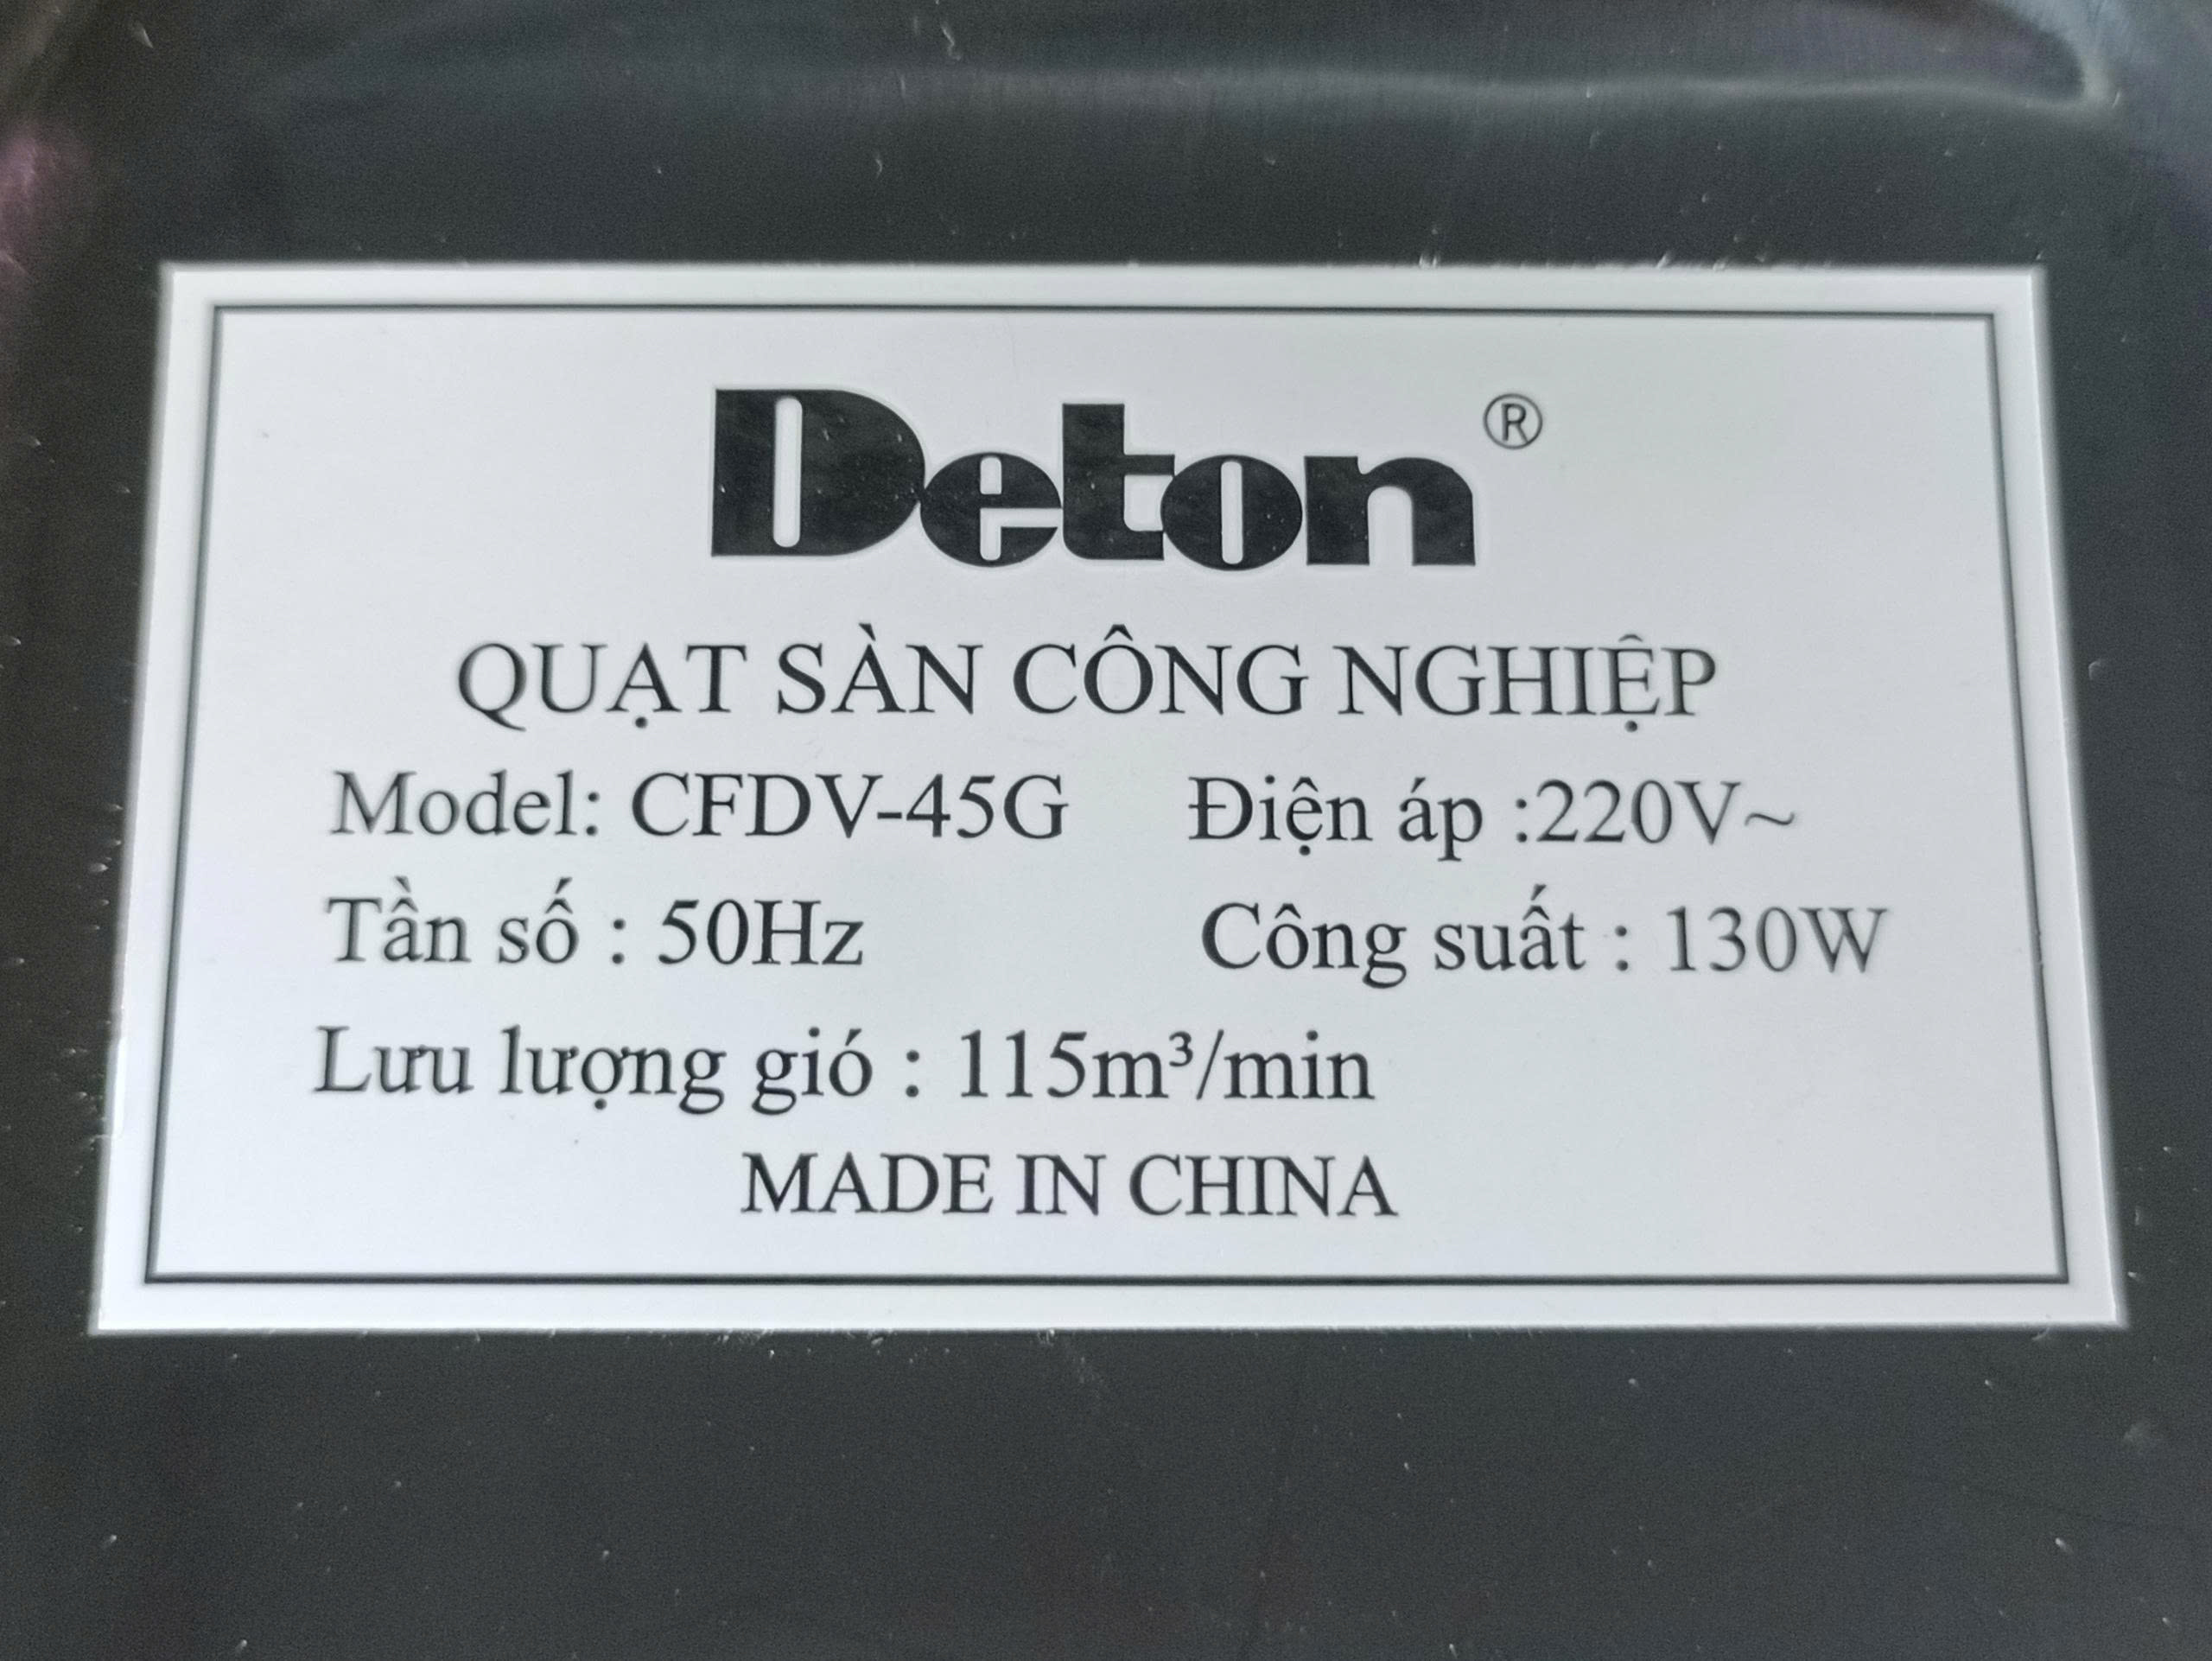 Deton ®
QUẠT SÀN CÔNG NGHIỆP
Model: CFDV-45G Điện áp :220V~
Tần số : 50Hz Công suất : 130W
Lưu lượng gió : 115m³/min
MADE IN CHINA